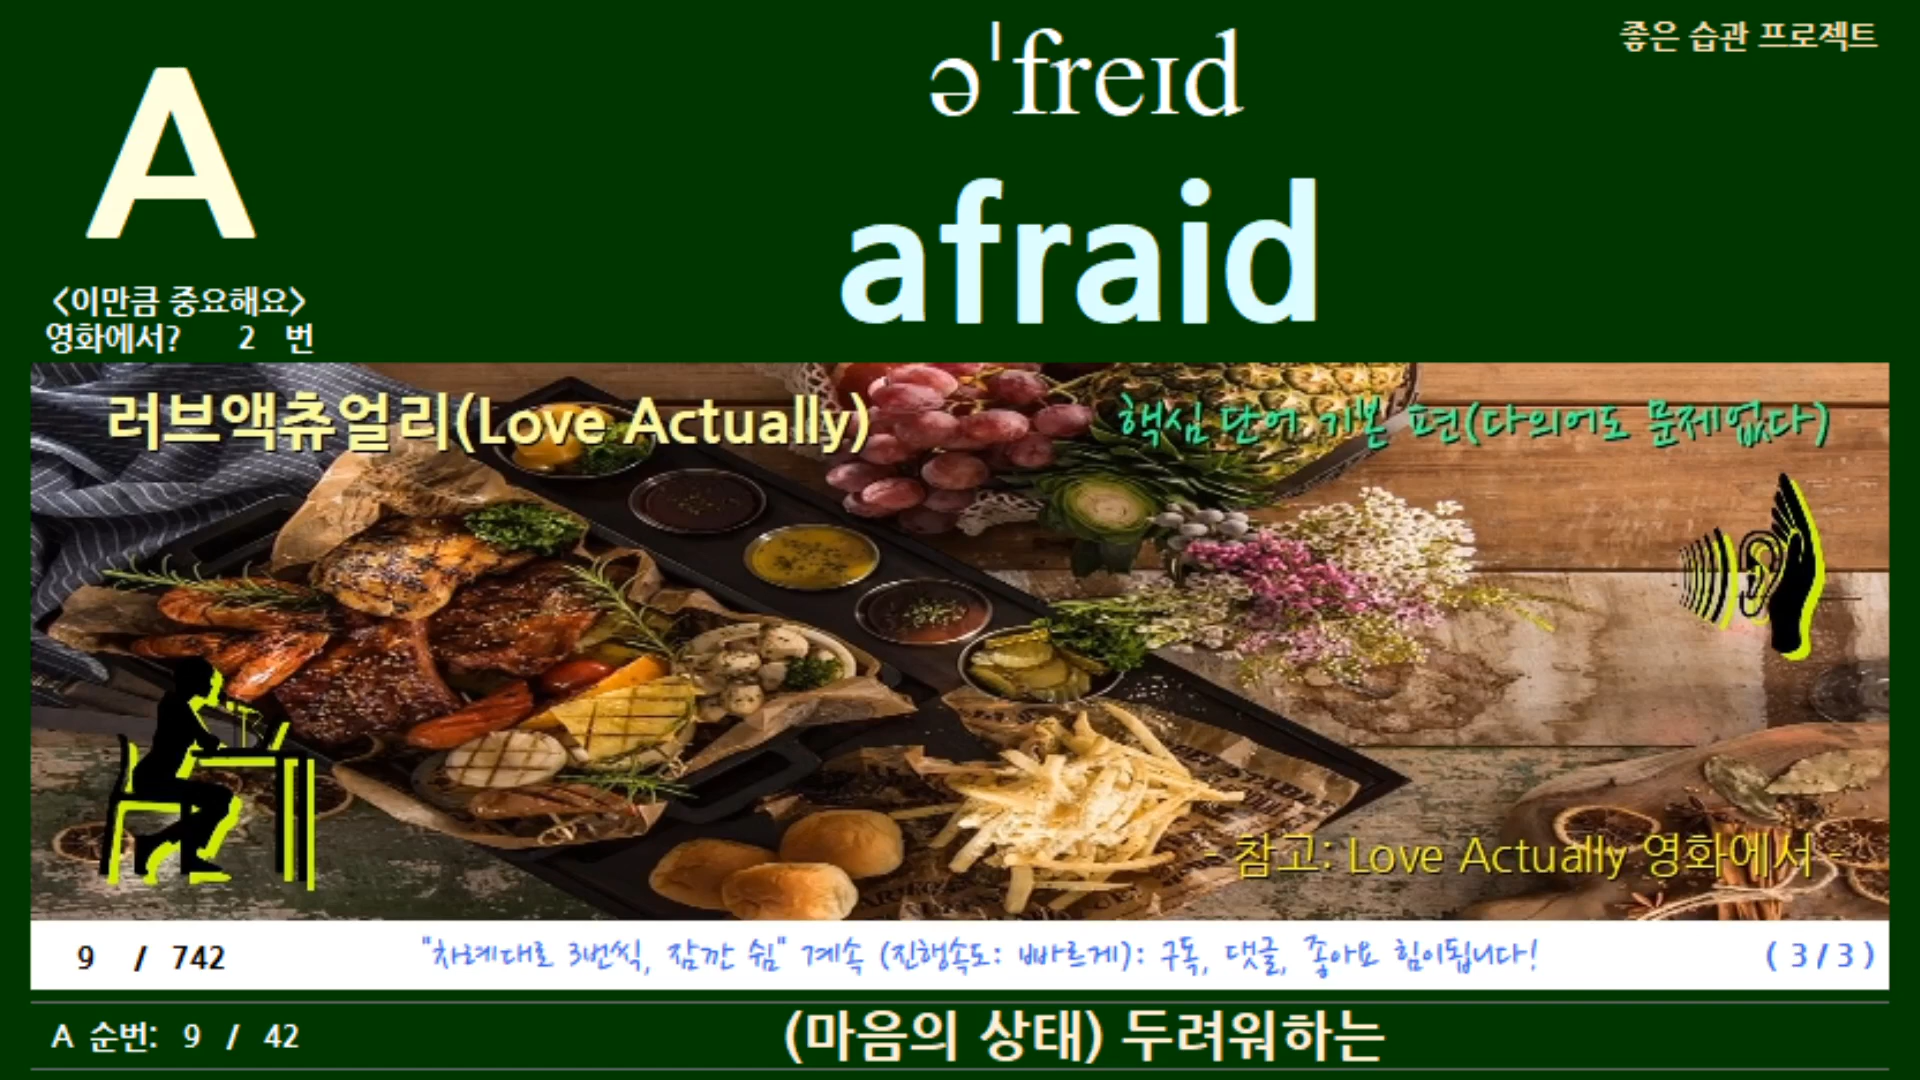 좋은 습관 프로젝트
A
əˈfreɪd
afraid
<이만큼 중요해요>
영화에서? 2 번
러브액츄얼리(Love Actually)
핵심 단어 기본 편(다의어도 문제없다)
- 참고: Love Actually 영화에서 -
9 / 742
"차례대로 3번씩, 잠깐 쉼" 계속 (진행속도: 빠르게): 구독, 댓글, 좋아요 힘이됩니다!
( 3 / 3 )
A 순번: 9 / 42
(마음의 상태) 두려워하는